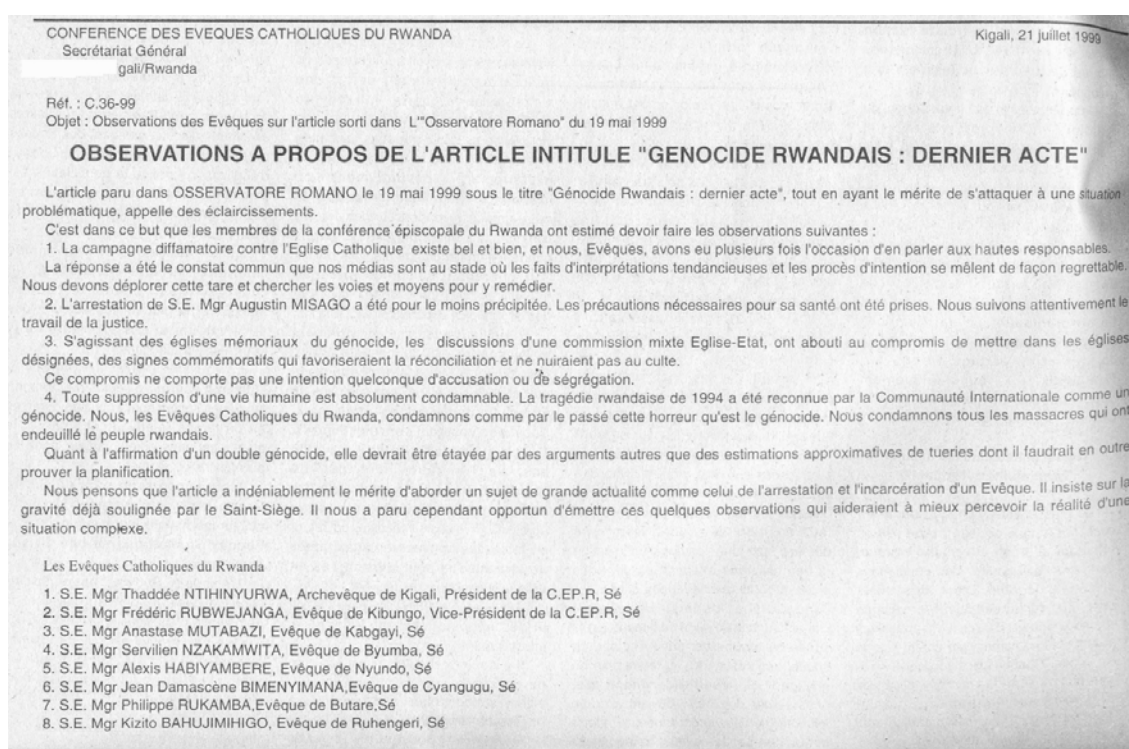 CONFERENCE DES EVEQUES CATHOLIQUES DU RWANDA
Kigali, 21 juillet 1999
Secrétariat Général
gali/Rwanda
Réf. : C.36-99
Objet : Observations des Evêques sur l'article sorti dans L'"Osservatore Romano" du 19 mai 1999
OBSERVATIONS A PROPOS DE L'ARTICLE INTITULE "GENOCIDE RWANDAIS : DERNIER ACTE"
L'article paru dans OSSERVATORE ROMANO le 19 mai 1999 sous le titre "Génocide Rwandais : dernier acte", tout en ayant le mérite de s'attaquer à une situation
problématique, appelle des éclaircissements.
C'est dans ce but que les membres de la conférence épiscopale du Rwanda ont estimé devoir faire les observations suivantes :
1. La campagne diffamatoire contre l'Eglise Catholique existe bel et bien, et nous, Evêques, avons eu plusieurs fois l'occasion d'en parler aux hautes responsables.
La réponse a été le constat commun que nos médias sont au stade où les faits d'interprétations tendancieuses et les procès d'intention se mêlent de façon regrettable.
Nous devons déplorer cette tare et chercher les voies et moyens pour y remédier.
2. L'arrestation de S.E. Mgr Augustin MISAGO a été pour le moins précipitée. Les précautions nécessaires pour sa santé ont été prises. Nous suivons attentivement le
travail de la justice.
3. S'agissant des églises mémoriaux du génocide, les discussions d'une commission mixte Eglise-Etat, ont abouti au compromis de mettre dans les églises
désignées, des signes commémoratifs qui favoriseraient la réconciliation et ne nuiraient pas au culte.
Ce compromis ne comporte pas une intention quelconque d'accusation ou de ségrégation.
4. Toute suppression d'une vie humaine est absolument condamnable. La tragédie rwandaise de 1994 a été reconnue par la Communauté Internationale comme un
génocide. Nous, les Evêques Catholiques du Rwanda, condamnons comme par le passé cette horreur qu'est le génocide. Nous condamnons tous les massacres qui ont
endeuillé le peuple rwandais.
Quant à l'affirmation d'un double génocide, elle devrait être étayée par des arguments autres que des estimations approximatives de tueries dont il faudrait en outre
prouver la planification.
Nous pensons que l'article a indéniablement le mérite d'aborder un sujet de grande actualité comme celui de l'arrestation et l'incarcération d'un Evêque. Il insiste sur la
gravité déjà soulignée par le Saint-Siège. Il nous a paru cependant opportun d'émettre ces quelques observations qui aideraient à mieux percevoir la réalité d'une
situation complexe.
Les Evêques Catholiques du Rwanda
1. S.E. Mgr Thaddée NTIHINYURWA, Archevêque de Kigali, Président de la C.EP.R, Sé
2. S.E. Mgr Frédéric RUBWEJANGA, Evêque de Kibungo, Vice-Président de la C.EP.R, Sé
3. S.E. Mgr Anastase MUTABAZI, Evêque de Kabgayi, Sé
4. S.E. Mgr Servilien NZAKAMWITA, Evêque de Byumba, Sé
5. S.E. Mgr Alexis HABIYAMBERE, Evêque de Nyundo, Sé
6. S.E. Mgr Jean Damascène BIMENYIMANA,Evêque de Cyangugu, Sé
7. S.E. Mgr Philippe RUKAMBA,Evêque de Butare,Sé
8. S.E. Mgr Kizito BAHUJIMIHIGO, Evêque de Ruhengeri, Sé